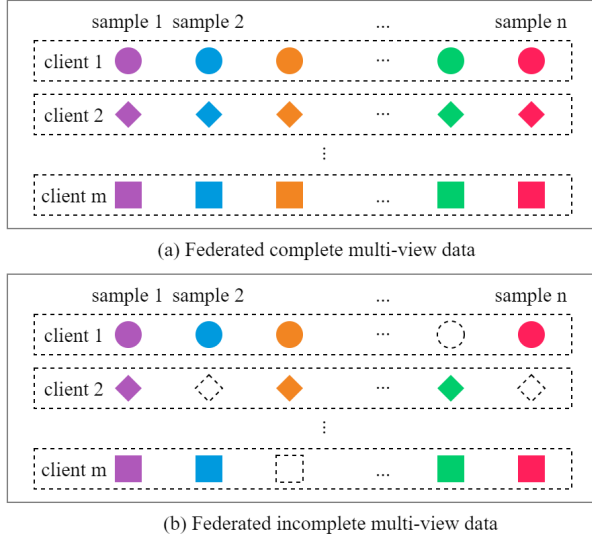 sample 1 sample 2 ... sample n
client 1 ...
client 2 ...
⋮
client m ...
(a) Federated complete multi-view data
sample 1 sample 2 ... sample n
client 1 ...
client 2 ...
⋮
client m ...
(b) Federated incomplete multi-view data